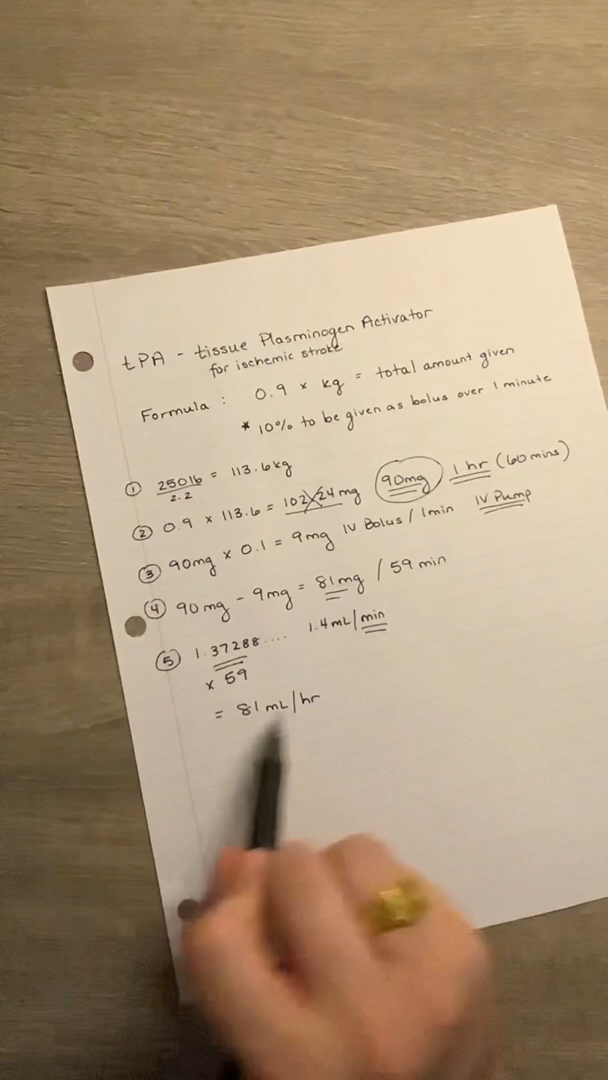 tPA - tissue Plasminogen Activator
for ischemic stroke
Formula : 0.9 x kg = total amount given
* 10% to be given as bolus over 1 minute
① 250lb / 2.2 = 113.6kg
② 0.9 x 113.6 = 102.24mg 90mg 1 hr (60 mins)
③ 90mg x 0.1 = 9mg IV Bolus / 1min IV Pump
④ 90mg - 9mg = 81mg / 59 min
⑤ 1.37288.... 1.4mL/min
x 59
= 81mL/hr